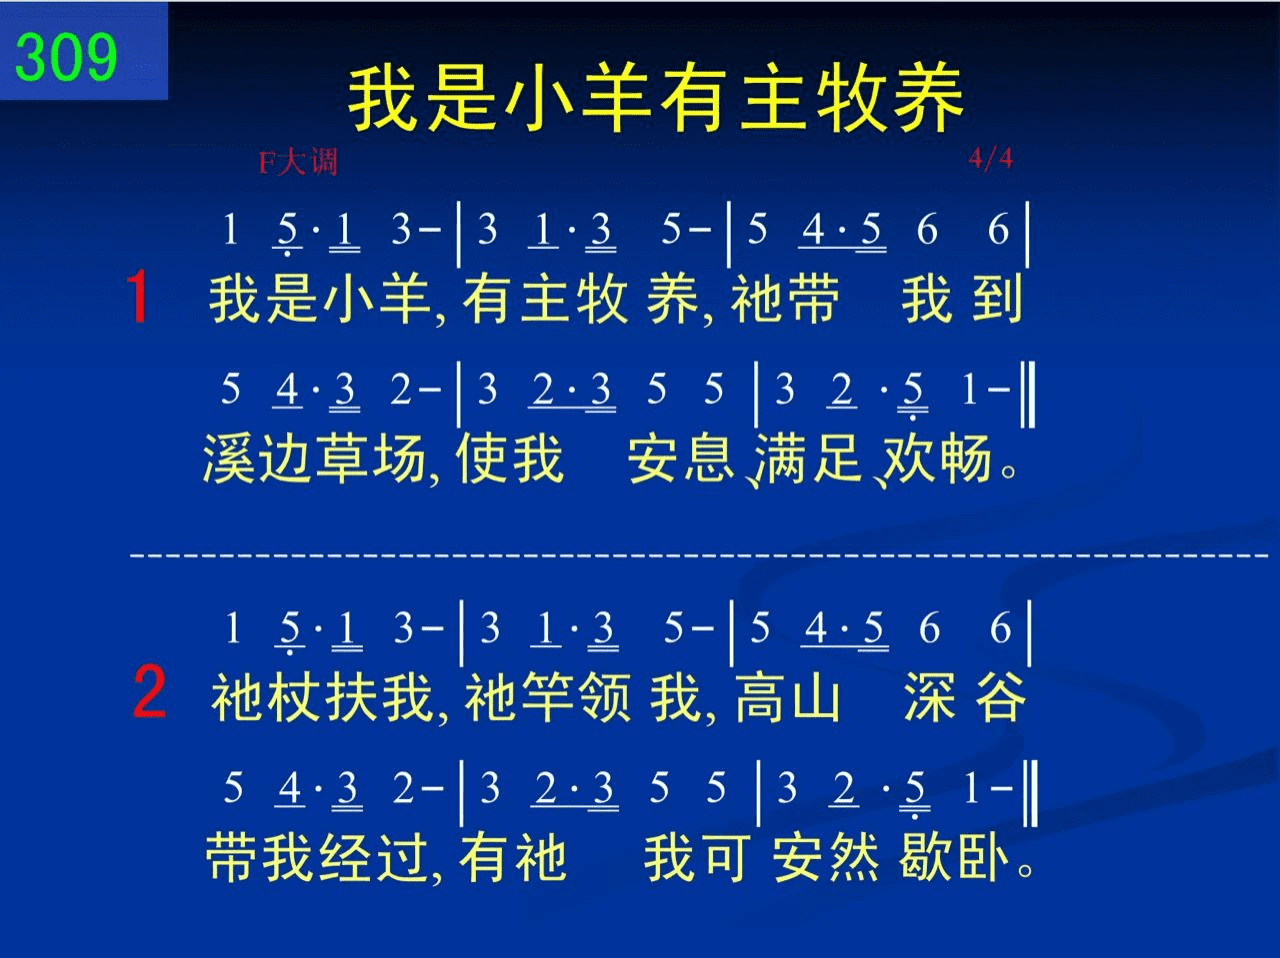 309
我是小羊有主牧养
F大调 4/4
1 5·1 3-|3 1·3 5-|5 4·5 6 6|
1 我是小羊,有主牧养,祂带 我到
5 4·3 2-|3 2·3 5 5|3 2·5 1-‖
溪边草场,使我 安息、满足、欢畅。
1 5·1 3-|3 1·3 5-|5 4·5 6 6|
2 祂杖扶我,祂竿领我,高山 深谷
5 4·3 2-|3 2·3 5 5|3 2·5 1-‖
带我经过,有祂 我可安然歇卧。